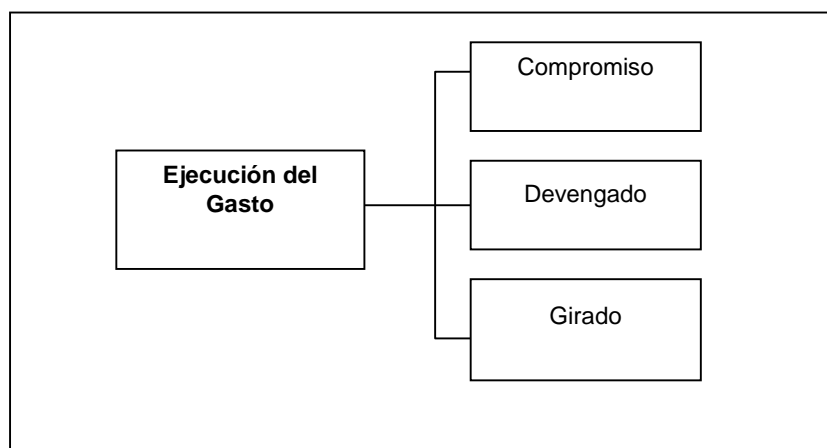 Compromiso
Ejecución del
Gasto
Devengado
Girado